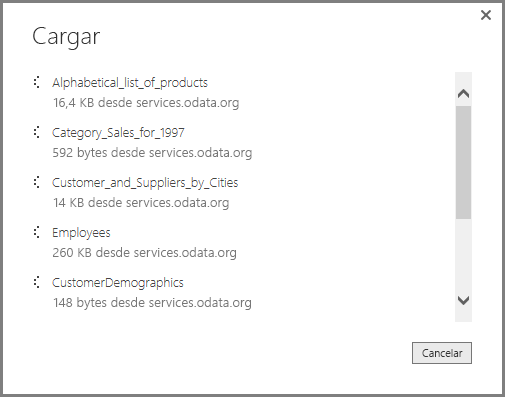 Cargar
Alphabetical_list_of_products
16,4 KB desde services.odata.org
Category_Sales_for_1997
592 bytes desde services.odata.org
Customer_and_Suppliers_by_Cities
14 KB desde services.odata.org
Employees
260 KB desde services.odata.org
CustomerDemographics
148 bytes desde services.odata.org
Cancelar